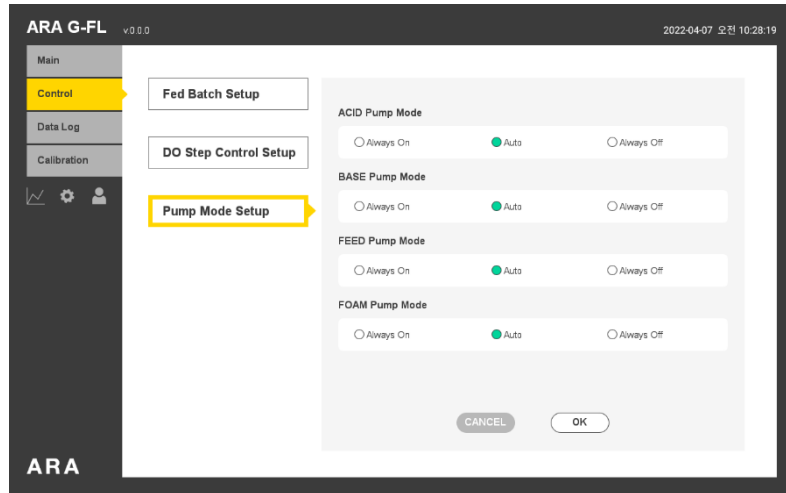 ARA G-FL v.0.0.0
2022-04-07 오전 10:28:19
Main
Control
Data Log
Calibration
Fed Batch Setup
DO Step Control Setup
Pump Mode Setup
ACID Pump Mode
Always On Auto Always Off
BASE Pump Mode
Always On Auto Always Off
FEED Pump Mode
Always On Auto Always Off
FOAM Pump Mode
Always On Auto Always Off
CANCEL OK
ARA